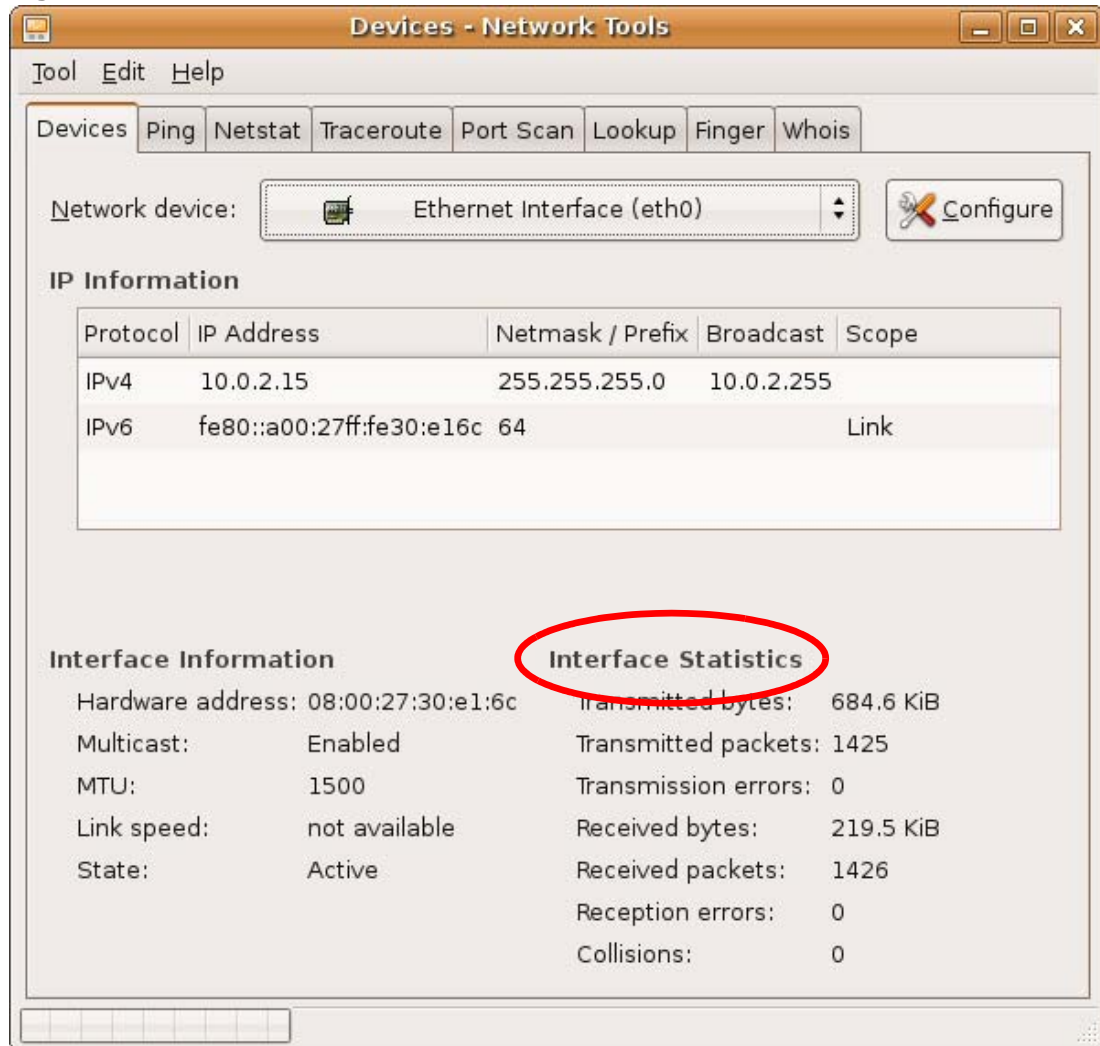 Devices - Network Tools
Tool Edit Help
Devices Ping Netstat Traceroute Port Scan Lookup Finger Whois
Network device: Ethernet Interface (eth0) Configure
IP Information
Protocol IP Address Netmask / Prefix Broadcast Scope
IPv4 10.0.2.15 255.255.255.0 10.0.2.255
IPv6 fe80::a00:27ff:fe30:e16c 64 Link
Interface Information Interface Statistics
Hardware address: 08:00:27:30:e1:6c Transmitted bytes: 684.6 KiB
Multicast: Enabled Transmitted packets: 1425
MTU: 1500 Transmission errors: 0
Link speed: not available Received bytes: 219.5 KiB
State: Active Received packets: 1426
Reception errors: 0
Collisions: 0